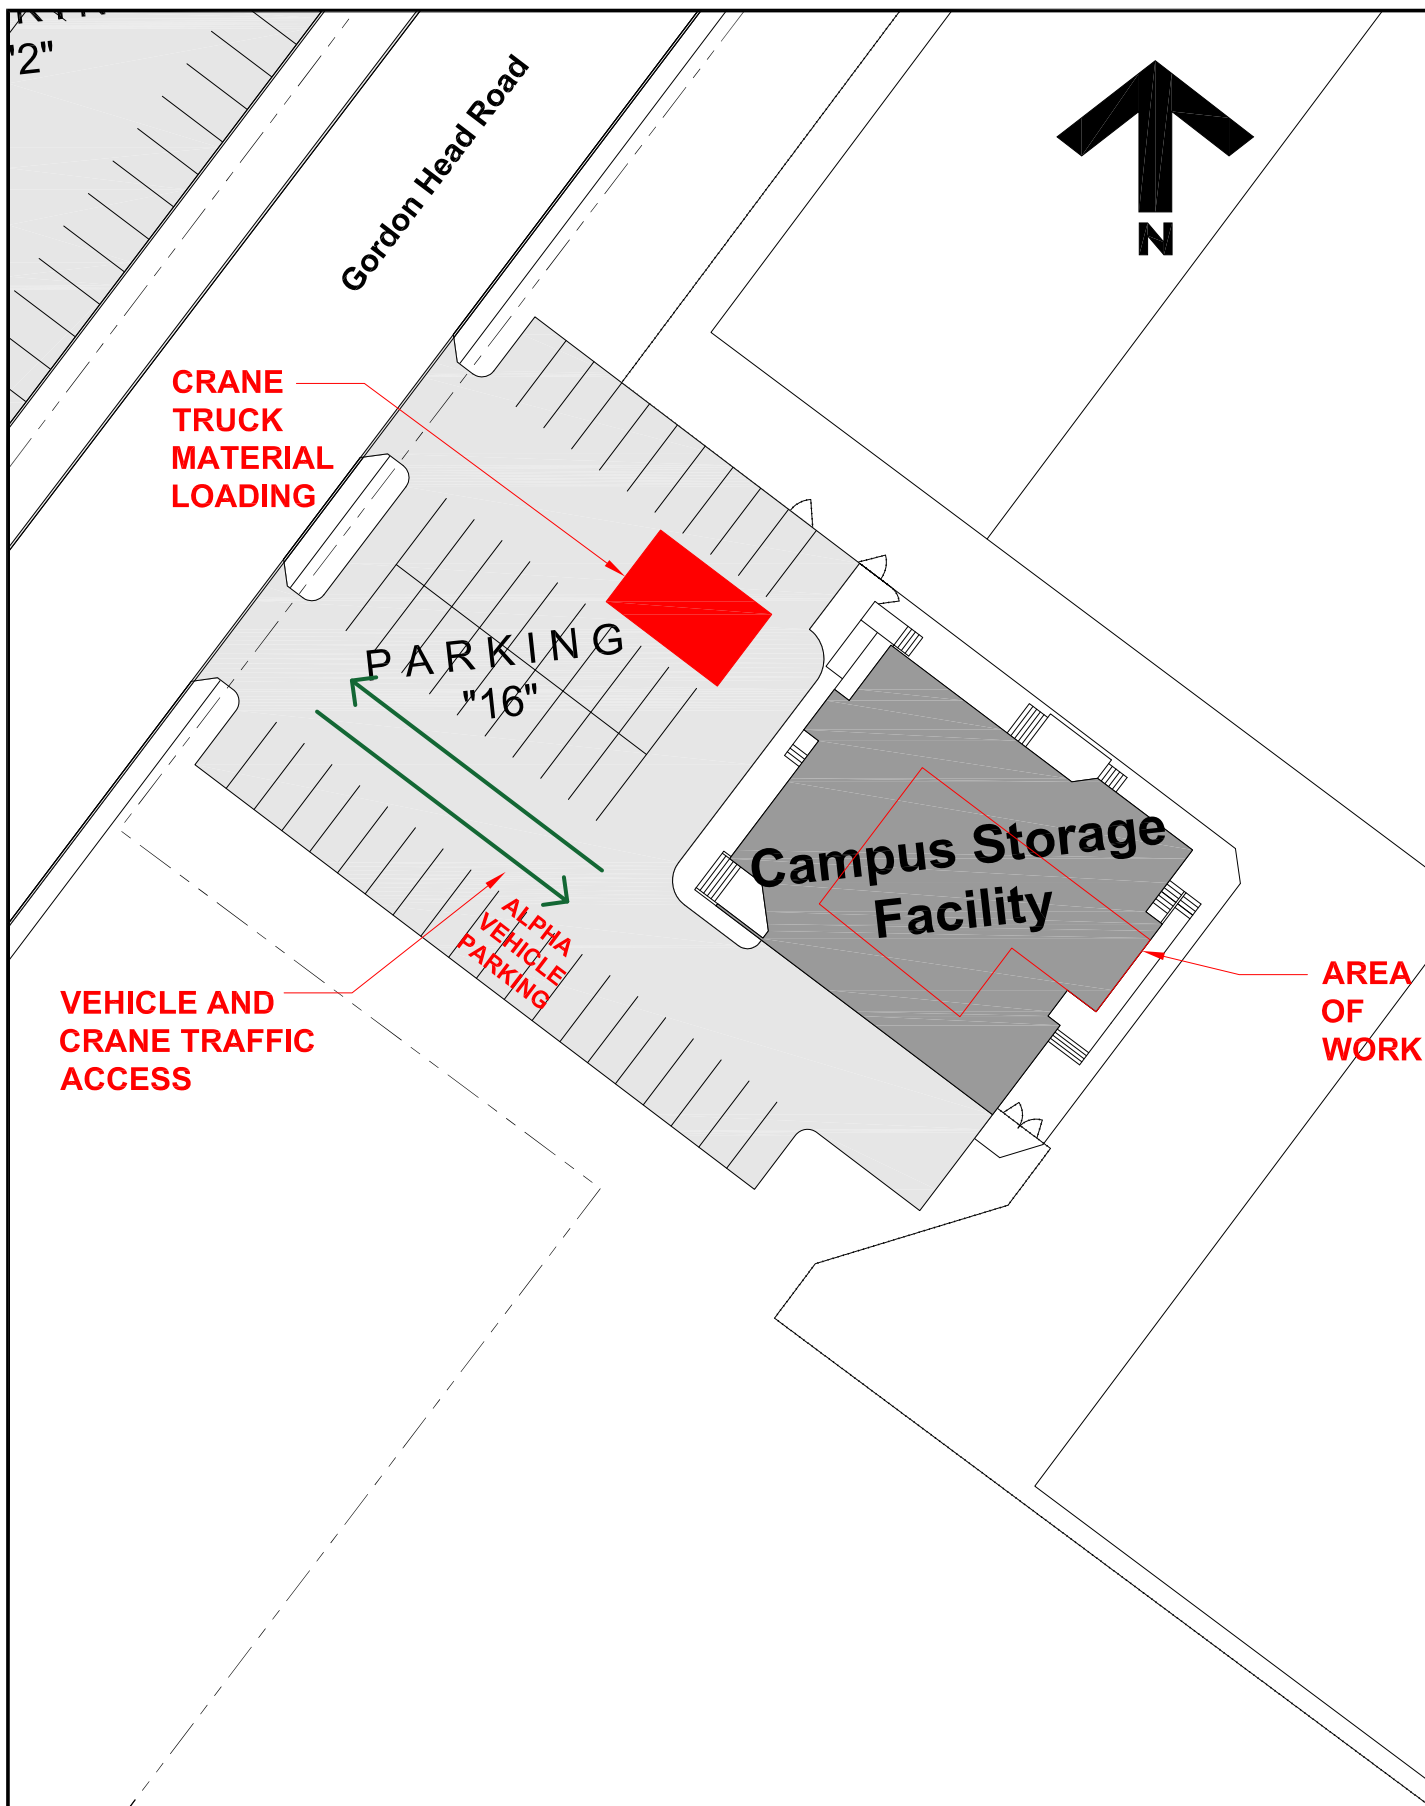 "2"
Gordon Head Road
N
CRANE
TRUCK
MATERIAL
LOADING
PARKING
"16"
Campus Storage
Facility
ALPHA
VEHICLE
PARKING
VEHICLE AND
CRANE TRAFFIC
ACCESS
AREA
OF
WORK